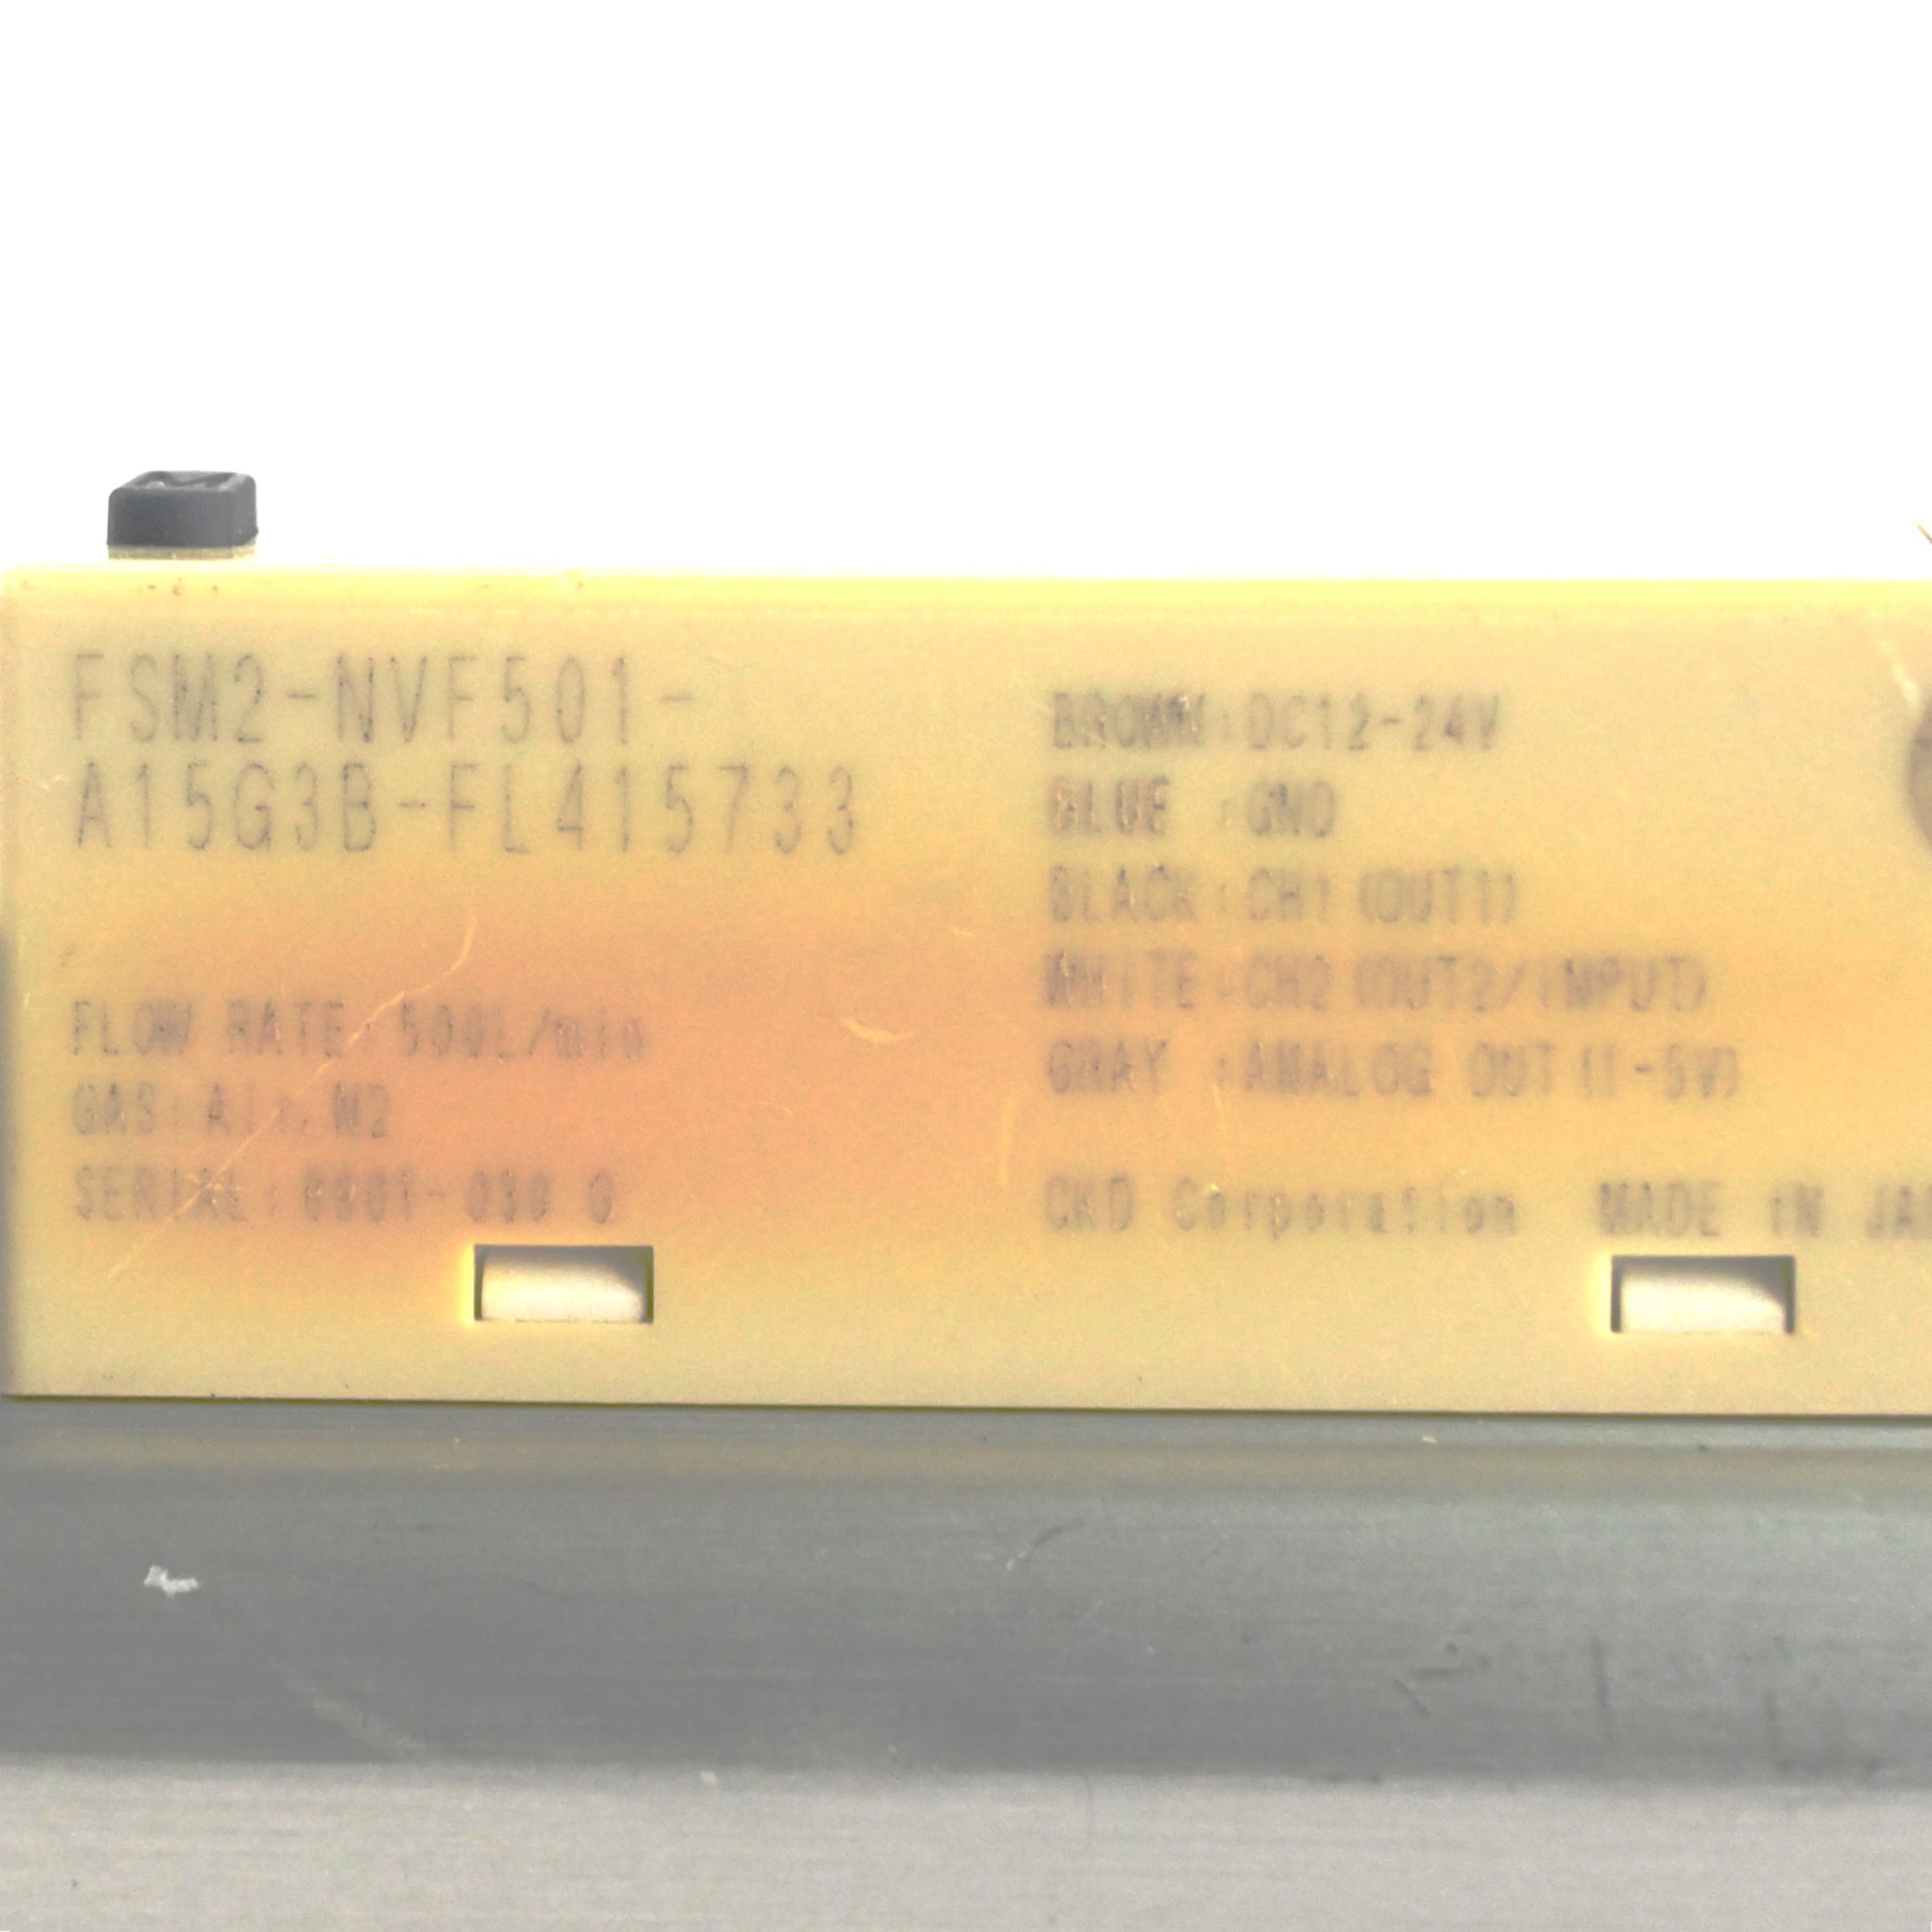 FSM2-NVF501-
A15G3B-FL415733
FLOW RATE: 500L/min
GAS: Air, N2
SERIAL:
BROWN:DC12-24V
BLUE :GND
BLACK:CH1(OUT1)
WHITE:CH2(OUT2/INPUT)
GRAY :ANALOG OUT(1-5V)
CKD Corporation MADE IN